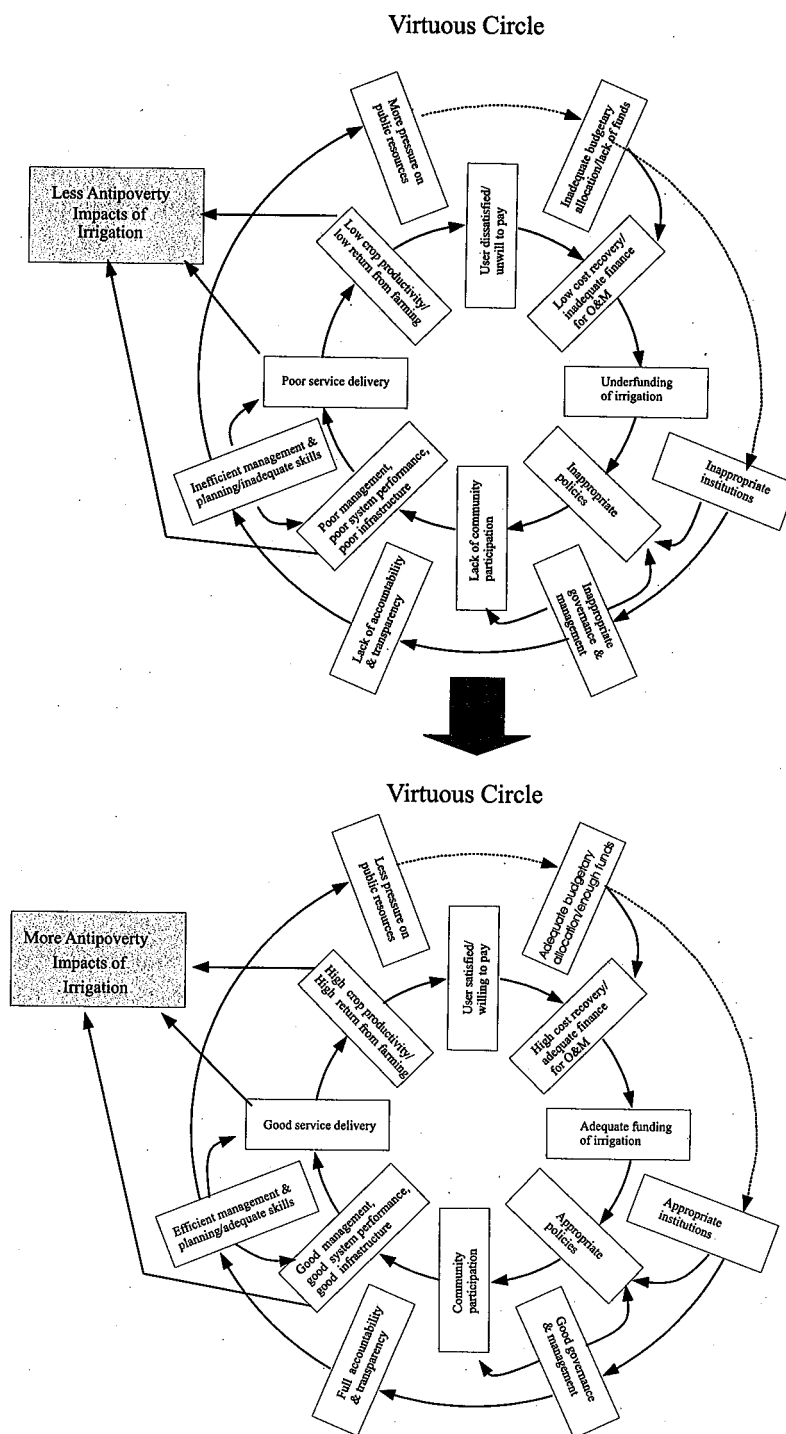 Virtuous Circle
More pressure on
public resources
Inadequate budgetary
allocation/lack of funds
Less Antipoverty
Impacts of
Irrigation
Low crop productivity/
low return from farming
User dissatisfied/
unwill to pay
Low cost recovery/
inadequate finance
for O&M
Poor service delivery
Underfunding
of irrigation
Inefficient management &
planning/inadequate skills
Poor management,
poor system performance,
poor infrastructure
Lack of community
participation
Inappropriate
policies
Inappropriate
institutions
Lack of accountability
& transparency
Inappropriate
governance &
management
Virtuous Circle
Less pressure on
public resources
Adequate budgetary
allocation/enough funds
More Antipoverty
Impacts of
Irrigation
High crop productivity/
High return from farming
User satisfied/
willing to pay
High cost recovery/
adequate finance
for O&M
Good service delivery
Adequate funding
of irrigation
Efficient management &
planning/adequate skills
Good management,
good system performance,
good infrastructure
Community
participation
Appropriate
policies
Appropriate
institutions
Full accountability
& transparency
Good governance
& management